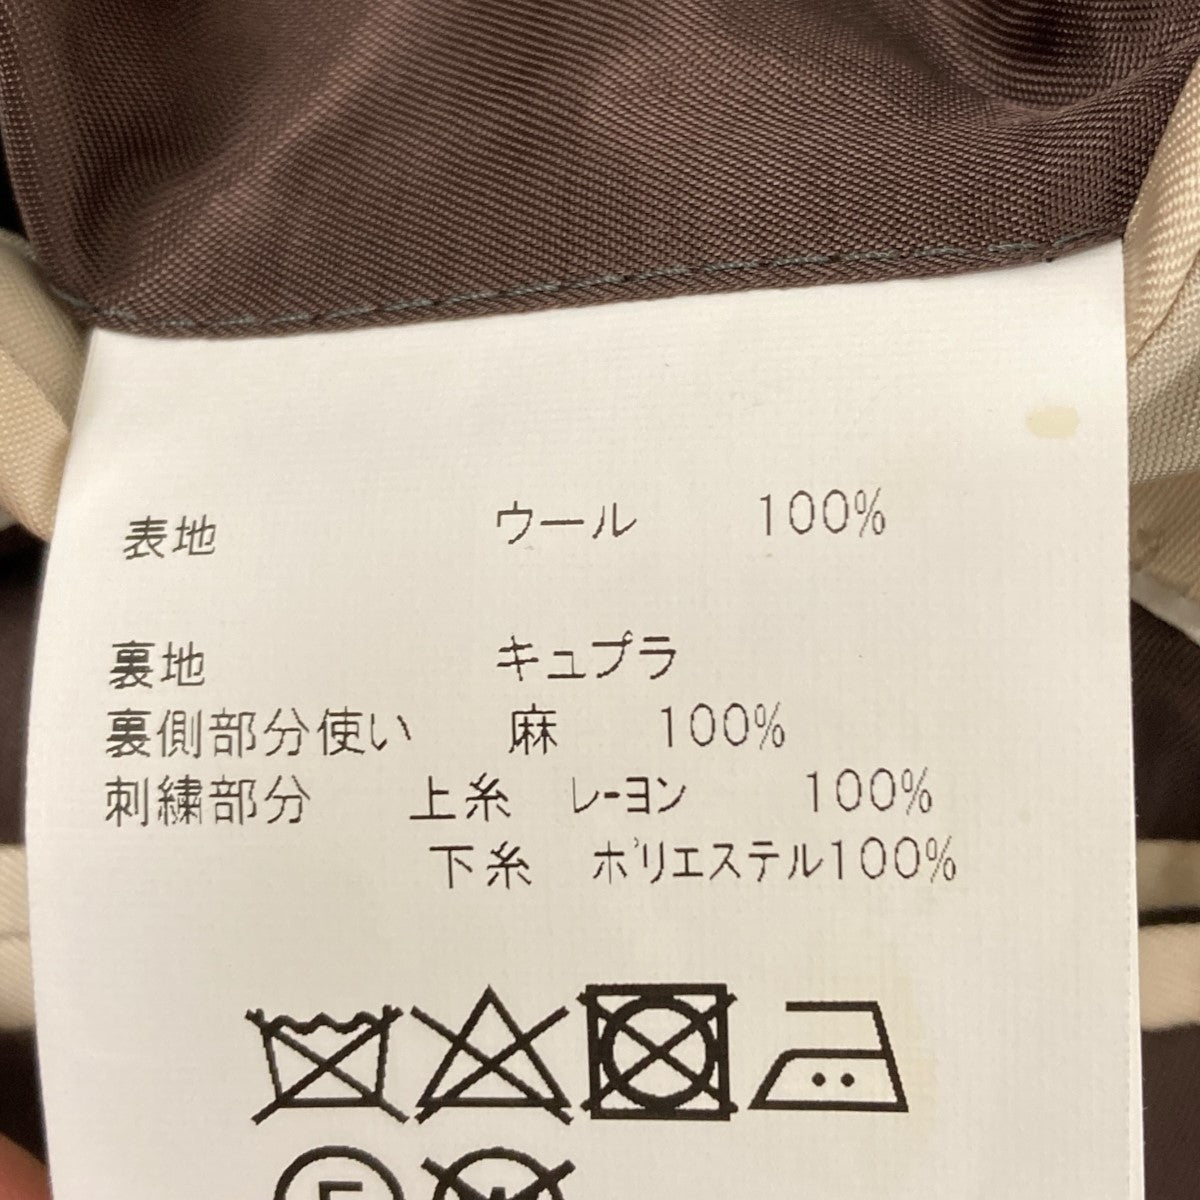 表地 ウール 100%
裏地 キュプラ
裏側部分使い 麻 100%
刺繍部分 上糸 レーヨン 100%
下糸 ポリエステル100%